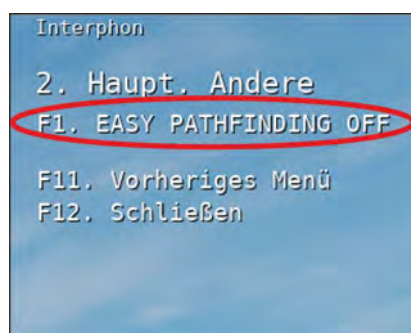 Interphon
2. Haupt. Andere
F1. EASY PATHFINDING OFF
F11. Vorheriges Menü
F12. Schließen